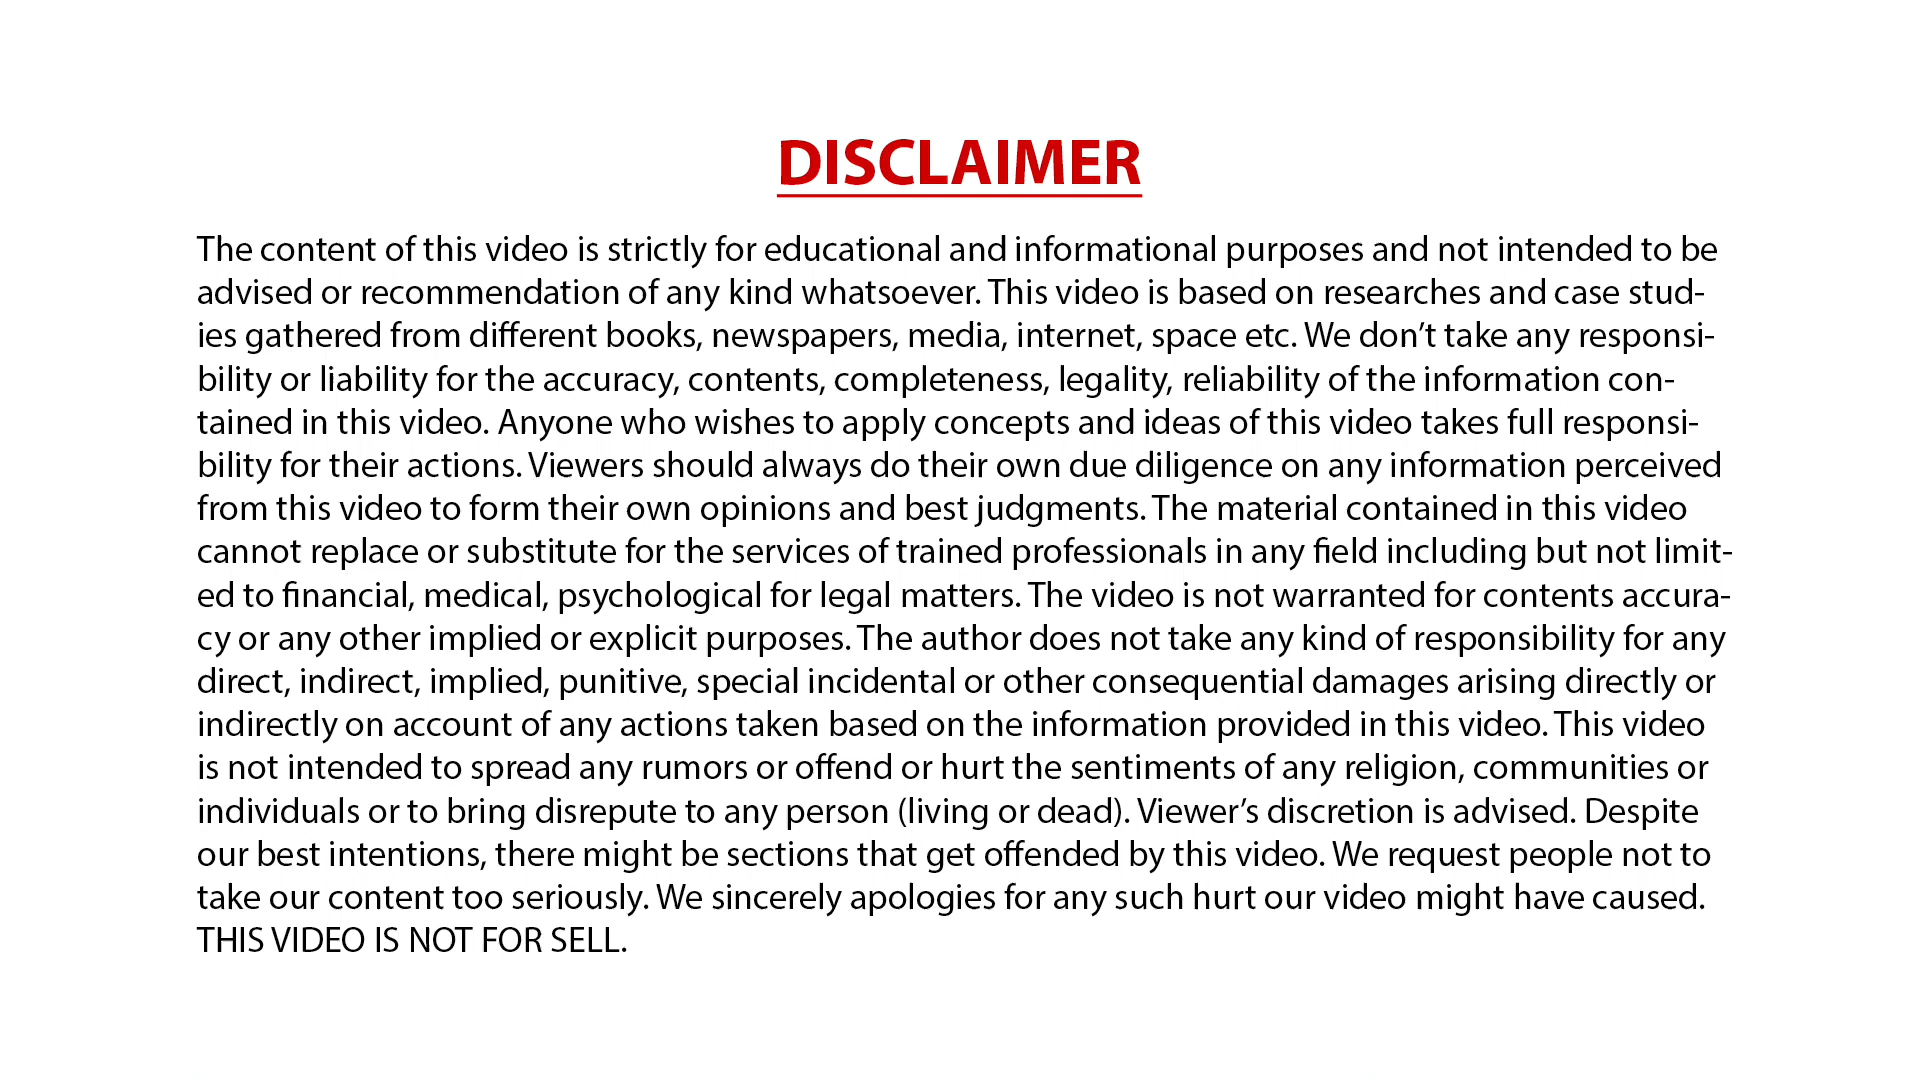 DISCLAIMER
The content of this video is strictly for educational and informational purposes and not intended to be
advised or recommendation of any kind whatsoever. This video is based on researches and case stud-
ies gathered from different books, newspapers, media, internet, space etc. We don’t take any responsi-
bility or liability for the accuracy, contents, completeness, legality, reliability of the information con-
tained in this video. Anyone who wishes to apply concepts and ideas of this video takes full responsi-
bility for their actions. Viewers should always do their own due diligence on any information perceived
from this video to form their own opinions and best judgments. The material contained in this video
cannot replace or substitute for the services of trained professionals in any field including but not limit-
ed to financial, medical, psychological for legal matters. The video is not warranted for contents accura-
cy or any other implied or explicit purposes. The author does not take any kind of responsibility for any
direct, indirect, implied, punitive, special incidental or other consequential damages arising directly or
indirectly on account of any actions taken based on the information provided in this video. This video
is not intended to spread any rumors or offend or hurt the sentiments of any religion, communities or
individuals or to bring disrepute to any person (living or dead). Viewer’s discretion is advised. Despite
our best intentions, there might be sections that get offended by this video. We request people not to
take our content too seriously. We sincerely apologies for any such hurt our video might have caused.
THIS VIDEO IS NOT FOR SELL.